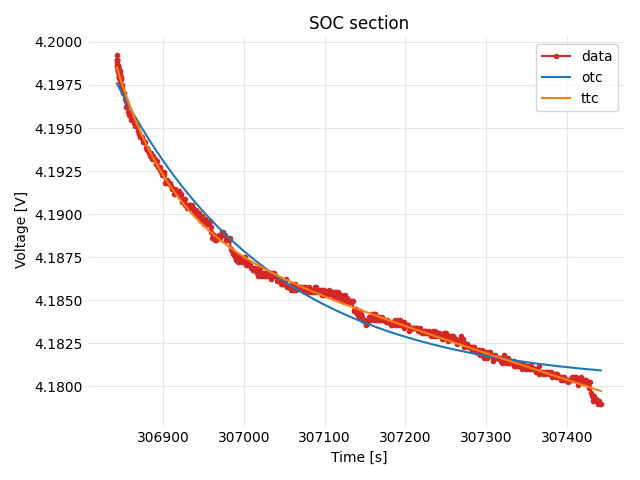 SOC section
data
otc
ttc
4.2000
4.1975
4.1950
4.1925
4.1900
4.1875
4.1850
4.1825
4.1800
Voltage [V]
306900 307000 307100 307200 307300 307400
Time [s]